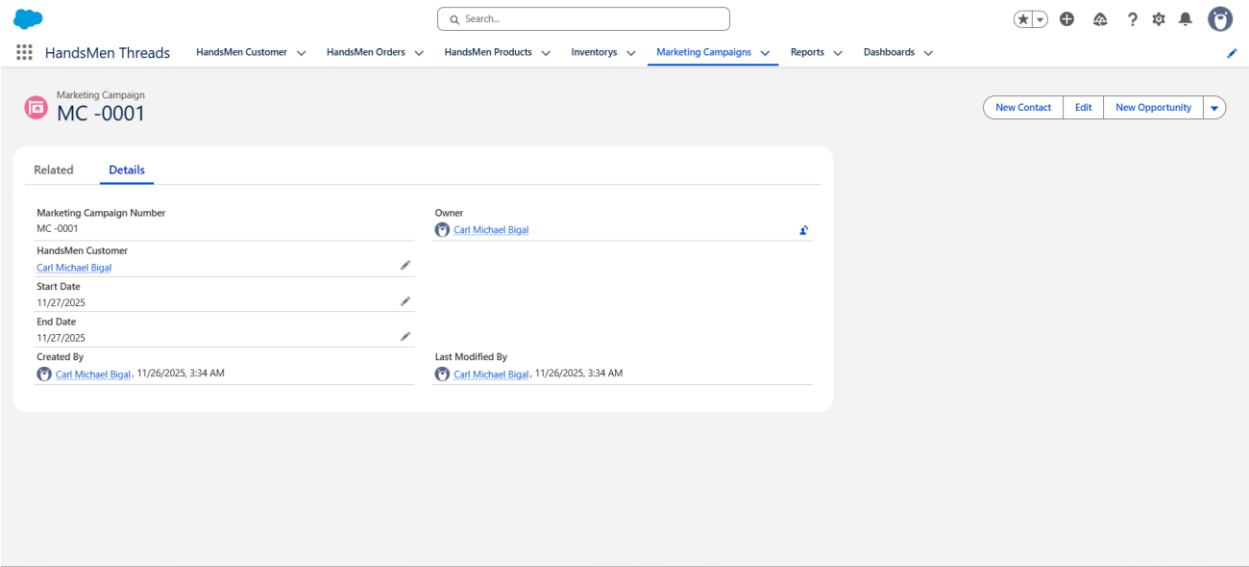 Search...
HandsMen Threads HandsMen Customer HandsMen Orders HandsMen Products Inventorys Marketing Campaigns Reports Dashboards
Marketing Campaign
MC -0001
New Contact Edit New Opportunity
Related Details
Marketing Campaign Number
MC -0001
Owner
Carl Michael Bigal
HandsMen Customer
Carl Michael Bigal
Start Date
11/27/2025
End Date
11/27/2025
Created By
Carl Michael Bigal, 11/26/2025, 3:34 AM
Last Modified By
Carl Michael Bigal, 11/26/2025, 3:34 AM